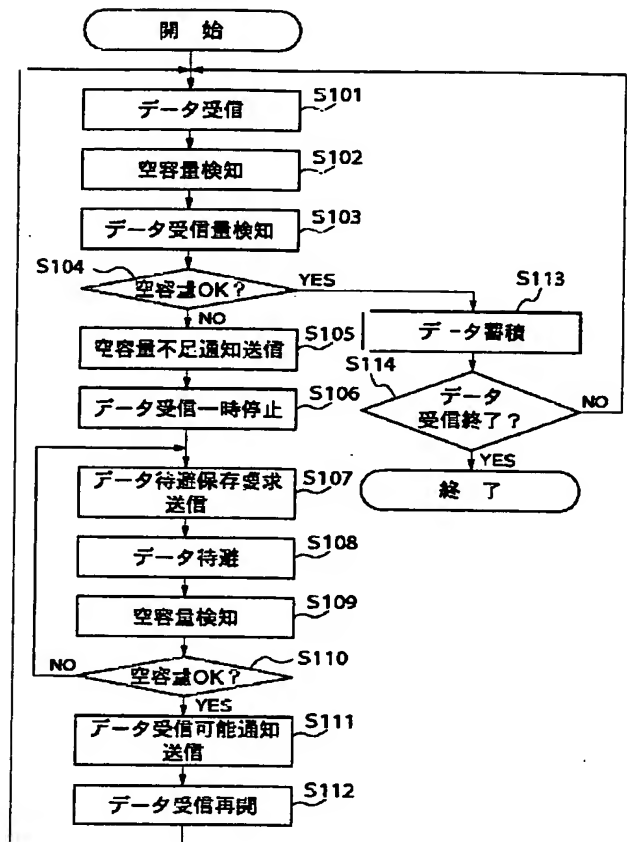 開 始
S101
データ受信
S102
空容量検知
S103
データ受信量検知
S104
空容量OK?
YES
NO
S105
空容量不足通知送信
S106
データ受信一時停止
S107
データ待避保存要求
送信
S108
データ待避
S109
空容量検知
S110
空容量OK?
NO
YES
S111
データ受信可能通知
送信
S112
データ受信再開
S113
データ蓄積
S114
データ
受信終了?
NO
YES
終 了